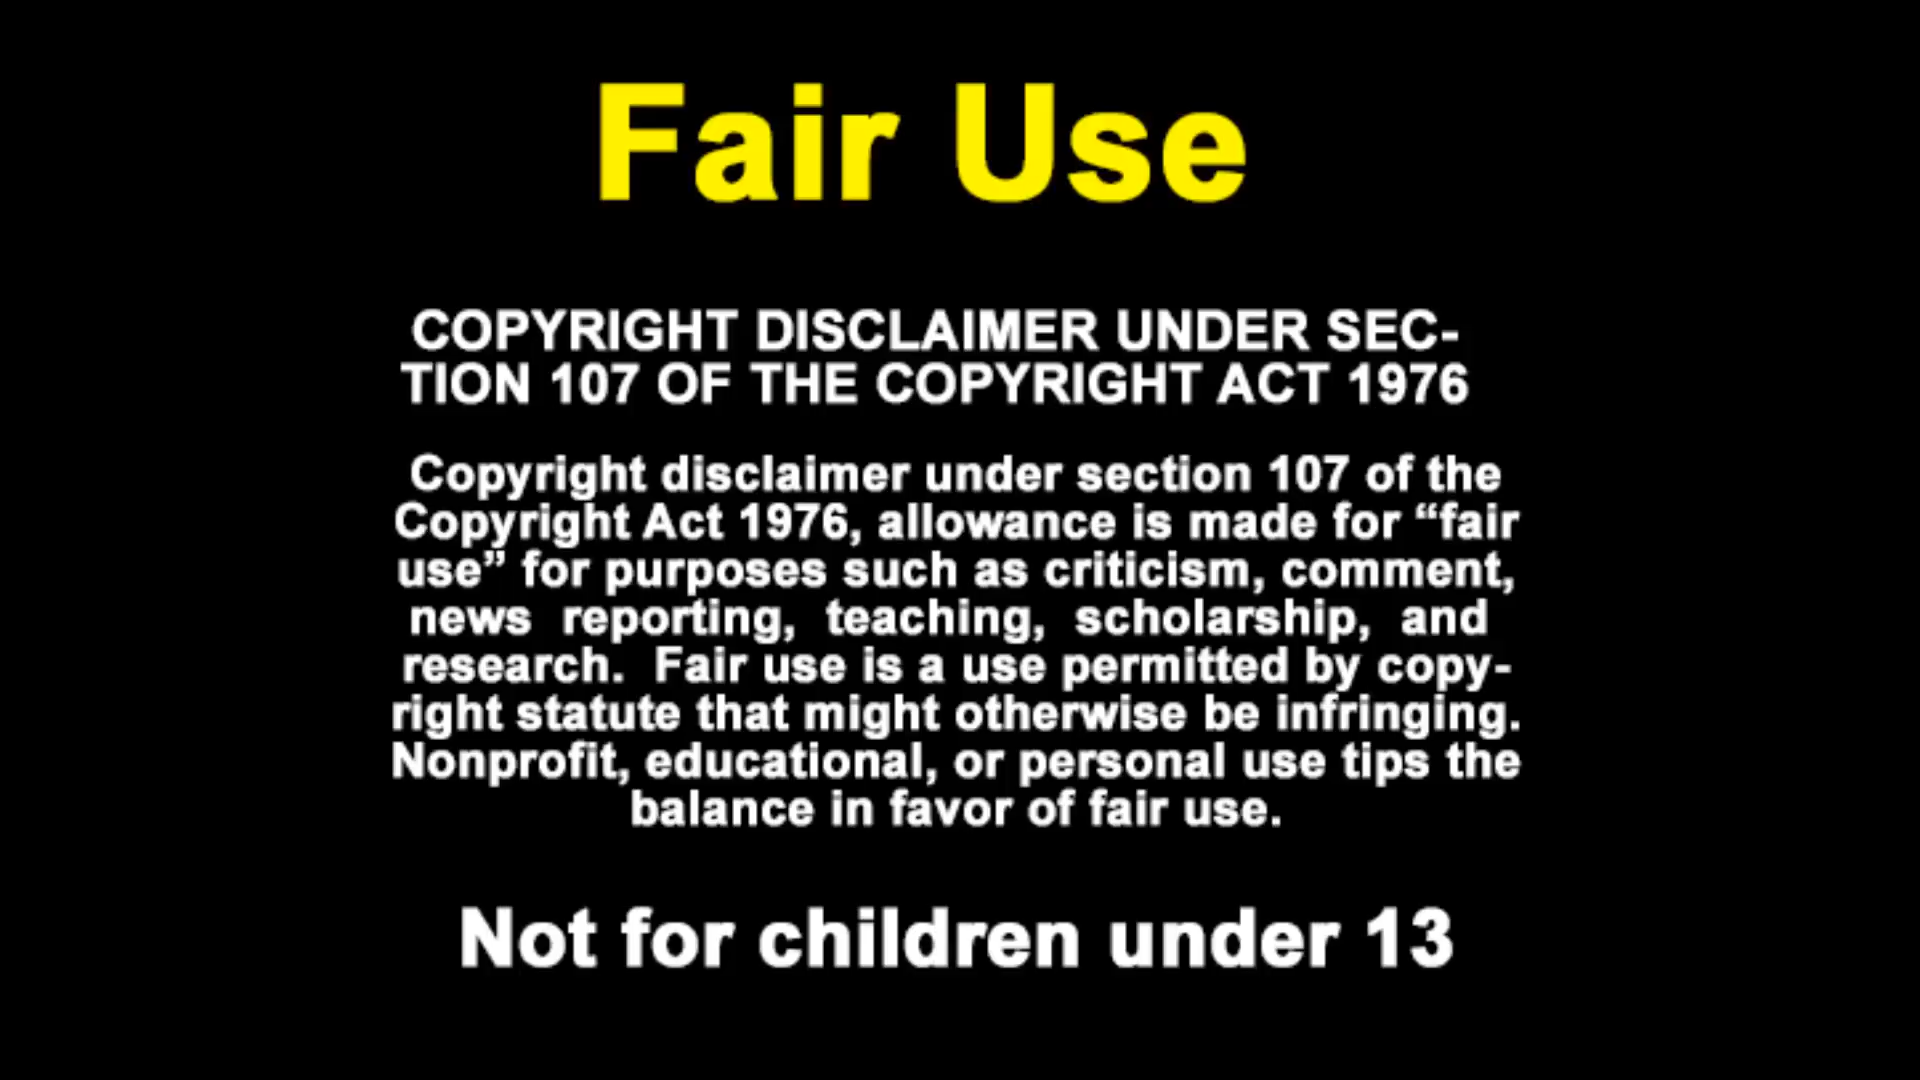 Fair Use
COPYRIGHT DISCLAIMER UNDER SEC-
TION 107 OF THE COPYRIGHT ACT 1976
Copyright disclaimer under section 107 of the
Copyright Act 1976, allowance is made for “fair
use” for purposes such as criticism, comment,
news reporting, teaching, scholarship, and
research. Fair use is a use permitted by copy-
right statute that might otherwise be infringing.
Nonprofit, educational, or personal use tips the
balance in favor of fair use.
Not for children under 13